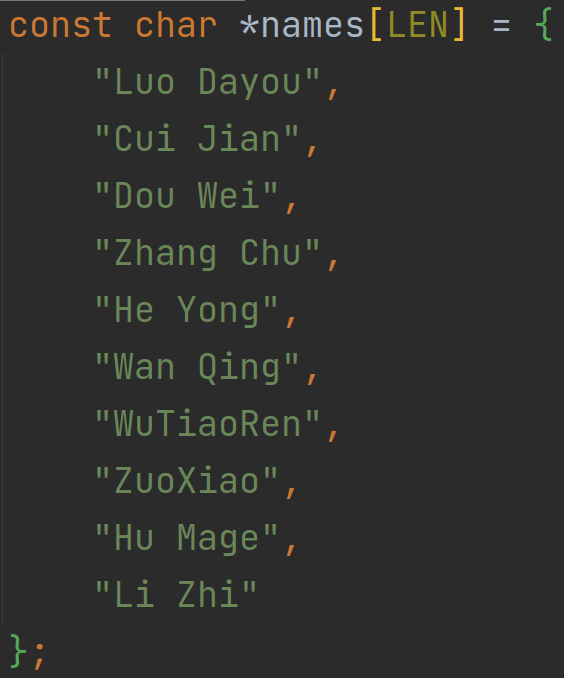 const char *names[LEN] = {
"Luo Dayou",
"Cui Jian",
"Dou Wei",
"Zhang Chu",
"He Yong",
"Wan Qing",
"WuTiaoRen",
"ZuoXiao",
"Hu Mage",
"Li Zhi"
};